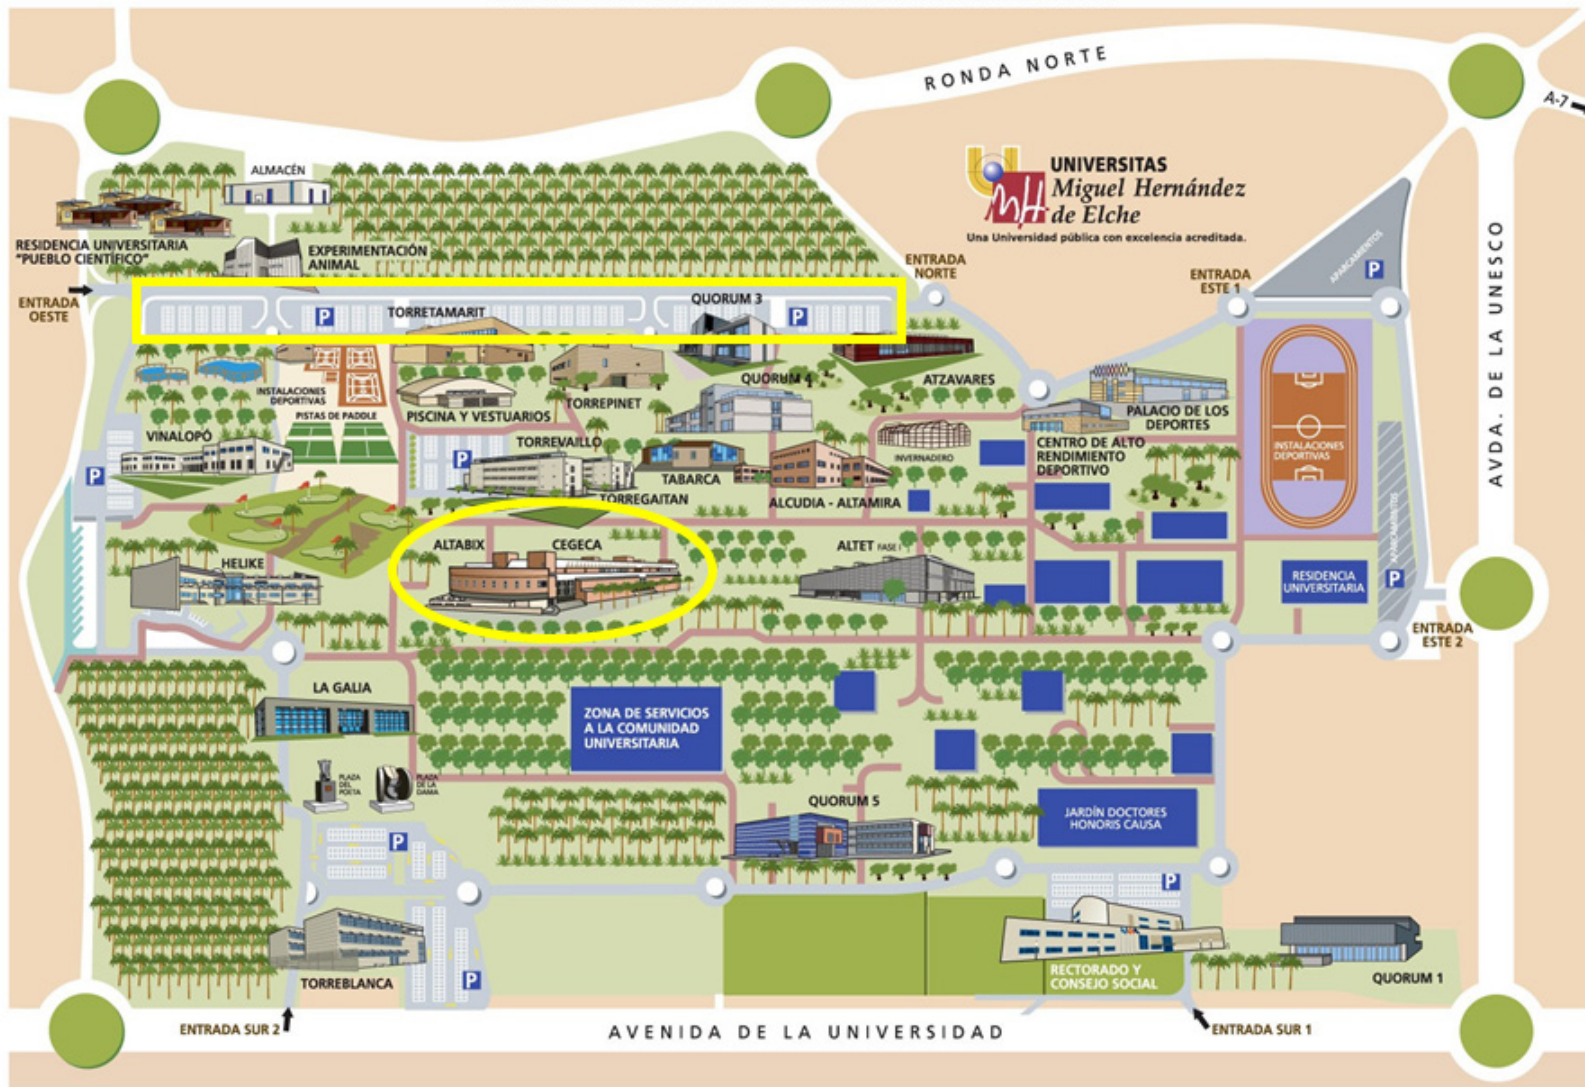 RONDA NORTE
A-7
UNIVERSITAS
Miguel Hernández
de Elche
Una Universidad pública con excelencia acreditada.
AVDA. DE LA UNESCO
ALMACÉN
RESIDENCIA UNIVERSITARIA
"PUEBLO CIENTÍFICO"
EXPERIMENTACIÓN
ANIMAL
ENTRADA
OESTE
ENTRADA
NORTE
ENTRADA
ESTE 1
APARCAMIENTOS
P
P
TORRETAMARIT
QUORUM 3
P
INSTALACIONES
DEPORTIVAS
PISTAS DE PADDLE
PISCINA Y VESTUARIOS
TORREPINET
QUORUM 4
ATZAVARES
PALACIO DE LOS
DEPORTES
CENTRO DE ALTO
RENDIMIENTO
DEPORTIVO
INSTALACIONES
DEPORTIVAS
VINALOPÓ
P
P
TORREVAILLO
TORREGAITAN
TABARCA
INVERNADERO
ALCUDIA - ALTAMIRA
APARCAMIENTOS
P
HELIKE
ALTABIX
CEGECA
ALTET FASE I
RESIDENCIA
UNIVERSITARIA
ENTRADA
ESTE 2
LA GALIA
ZONA DE SERVICIOS
A LA COMUNIDAD
UNIVERSITARIA
PLAZA
DEL
POETA
PLAZA
DE LA
DAMA
QUORUM 5
JARDÍN DOCTORES
HONORIS CAUSA
P
P
P
TORREBLANCA
RECTORADO Y
CONSEJO SOCIAL
QUORUM 1
ENTRADA SUR 2
AVENIDA DE LA UNIVERSIDAD
ENTRADA SUR 1